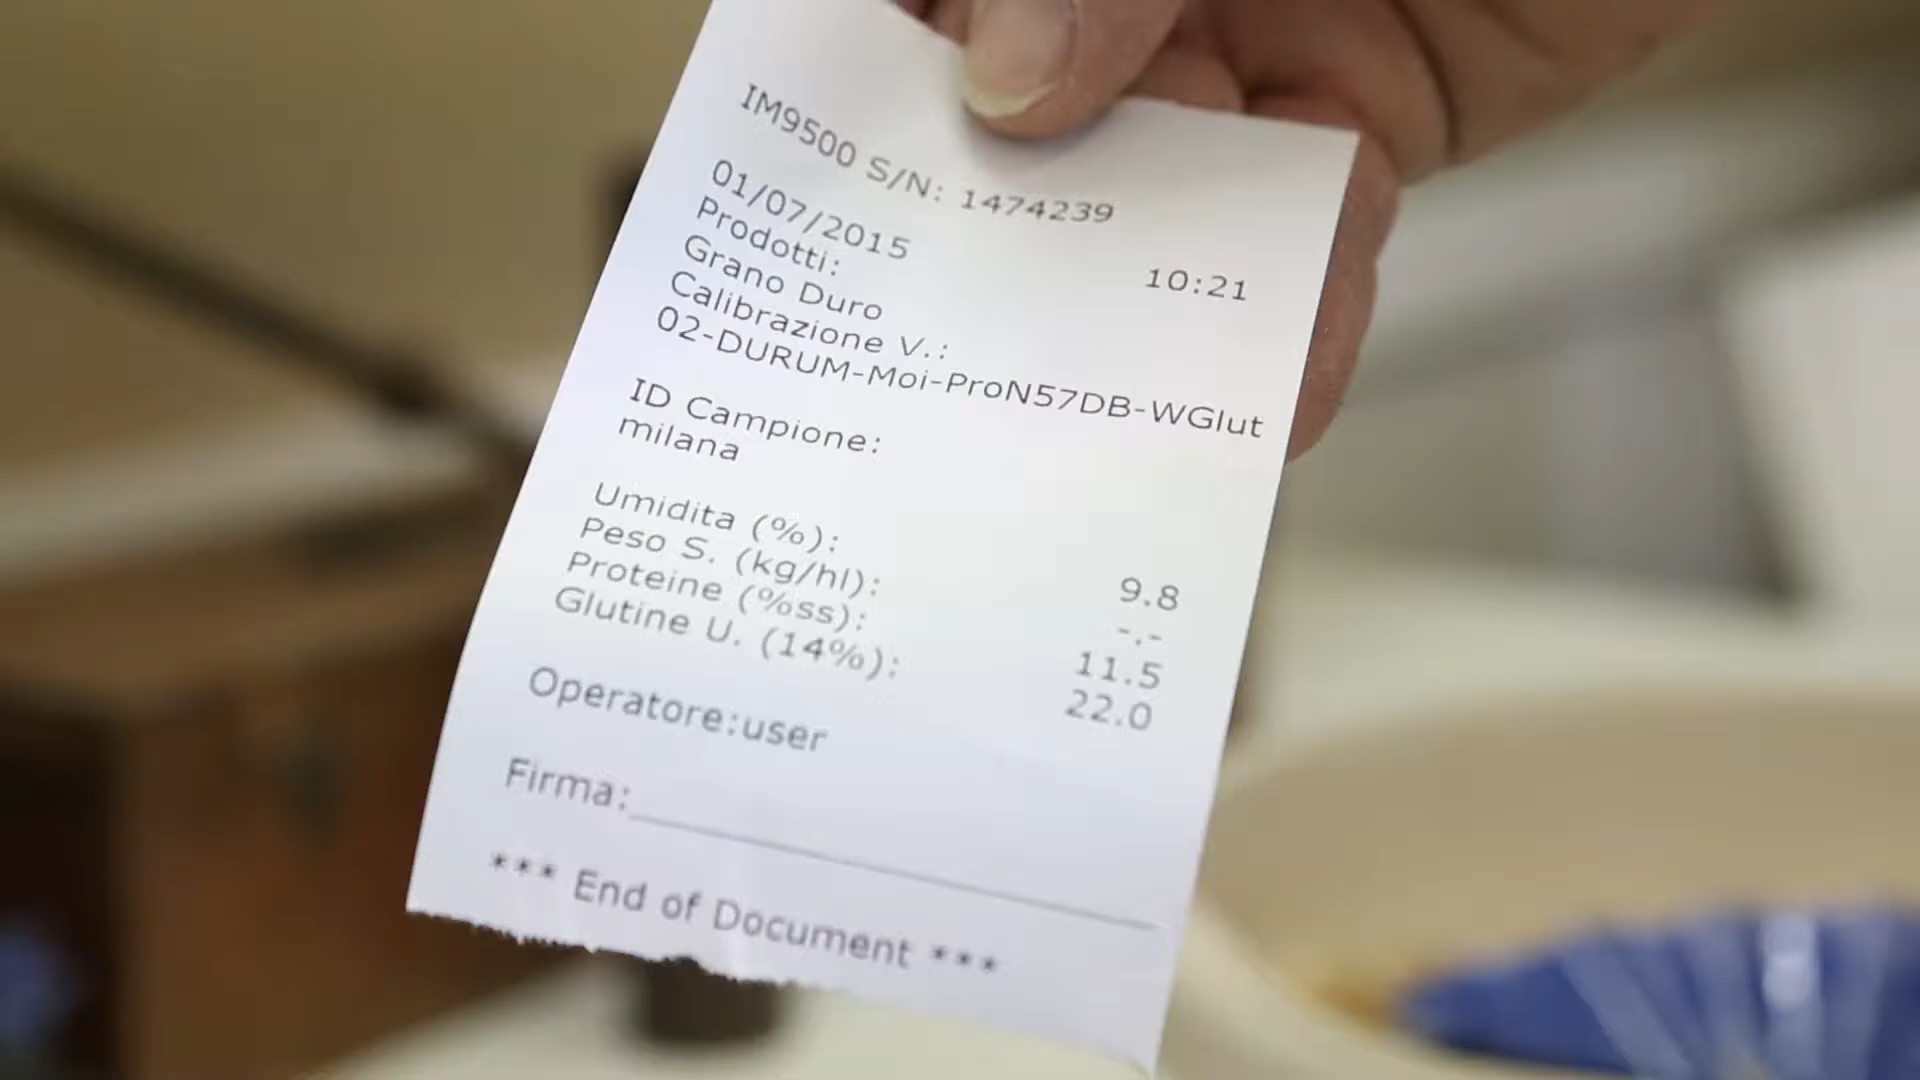 IM9500 S/N: 1474239
01/07/2015 10:21
Prodotti:
Grano Duro
Calibrazione V.:
02-DURUM-Moi-ProN57DB-WGlut
ID Campione:
milana
Umidita (%): 9.8
Peso S. (kg/hl): -.-
Proteine (%ss): 11.5
Glutine U. (14%): 22.0
Operatore:user
Firma:____________________
*** End of Document ***